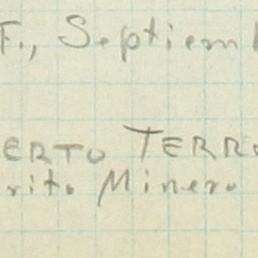 F., Septiem
ERTO TERR
rito Minero